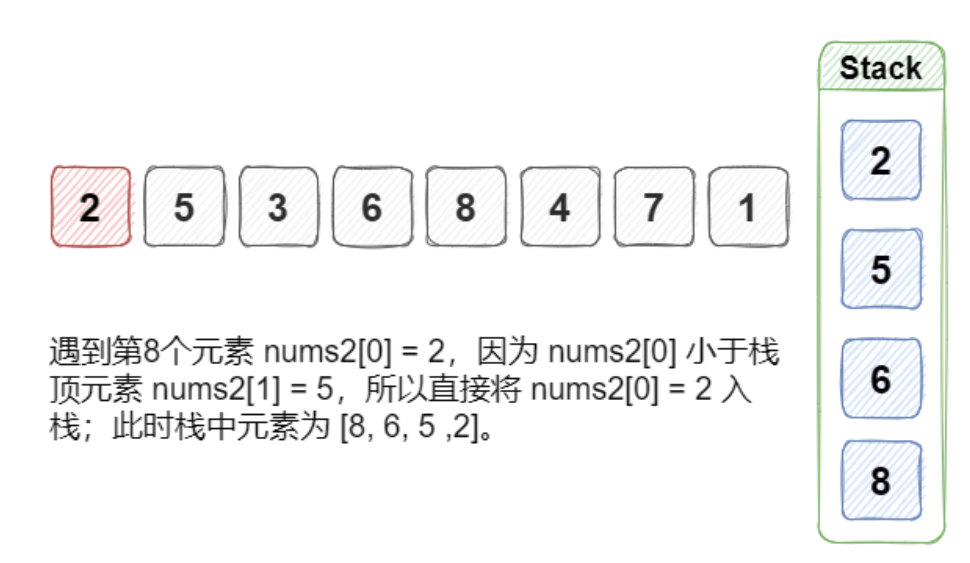 Stack
2
5
6
8
2 5 3 6 8 4 7 1
遇到第8个元素 nums2[0] = 2，因为 nums2[0] 小于栈
顶元素 nums2[1] = 5，所以直接将 nums2[0] = 2 入
栈；此时栈中元素为 [8, 6, 5 ,2]。